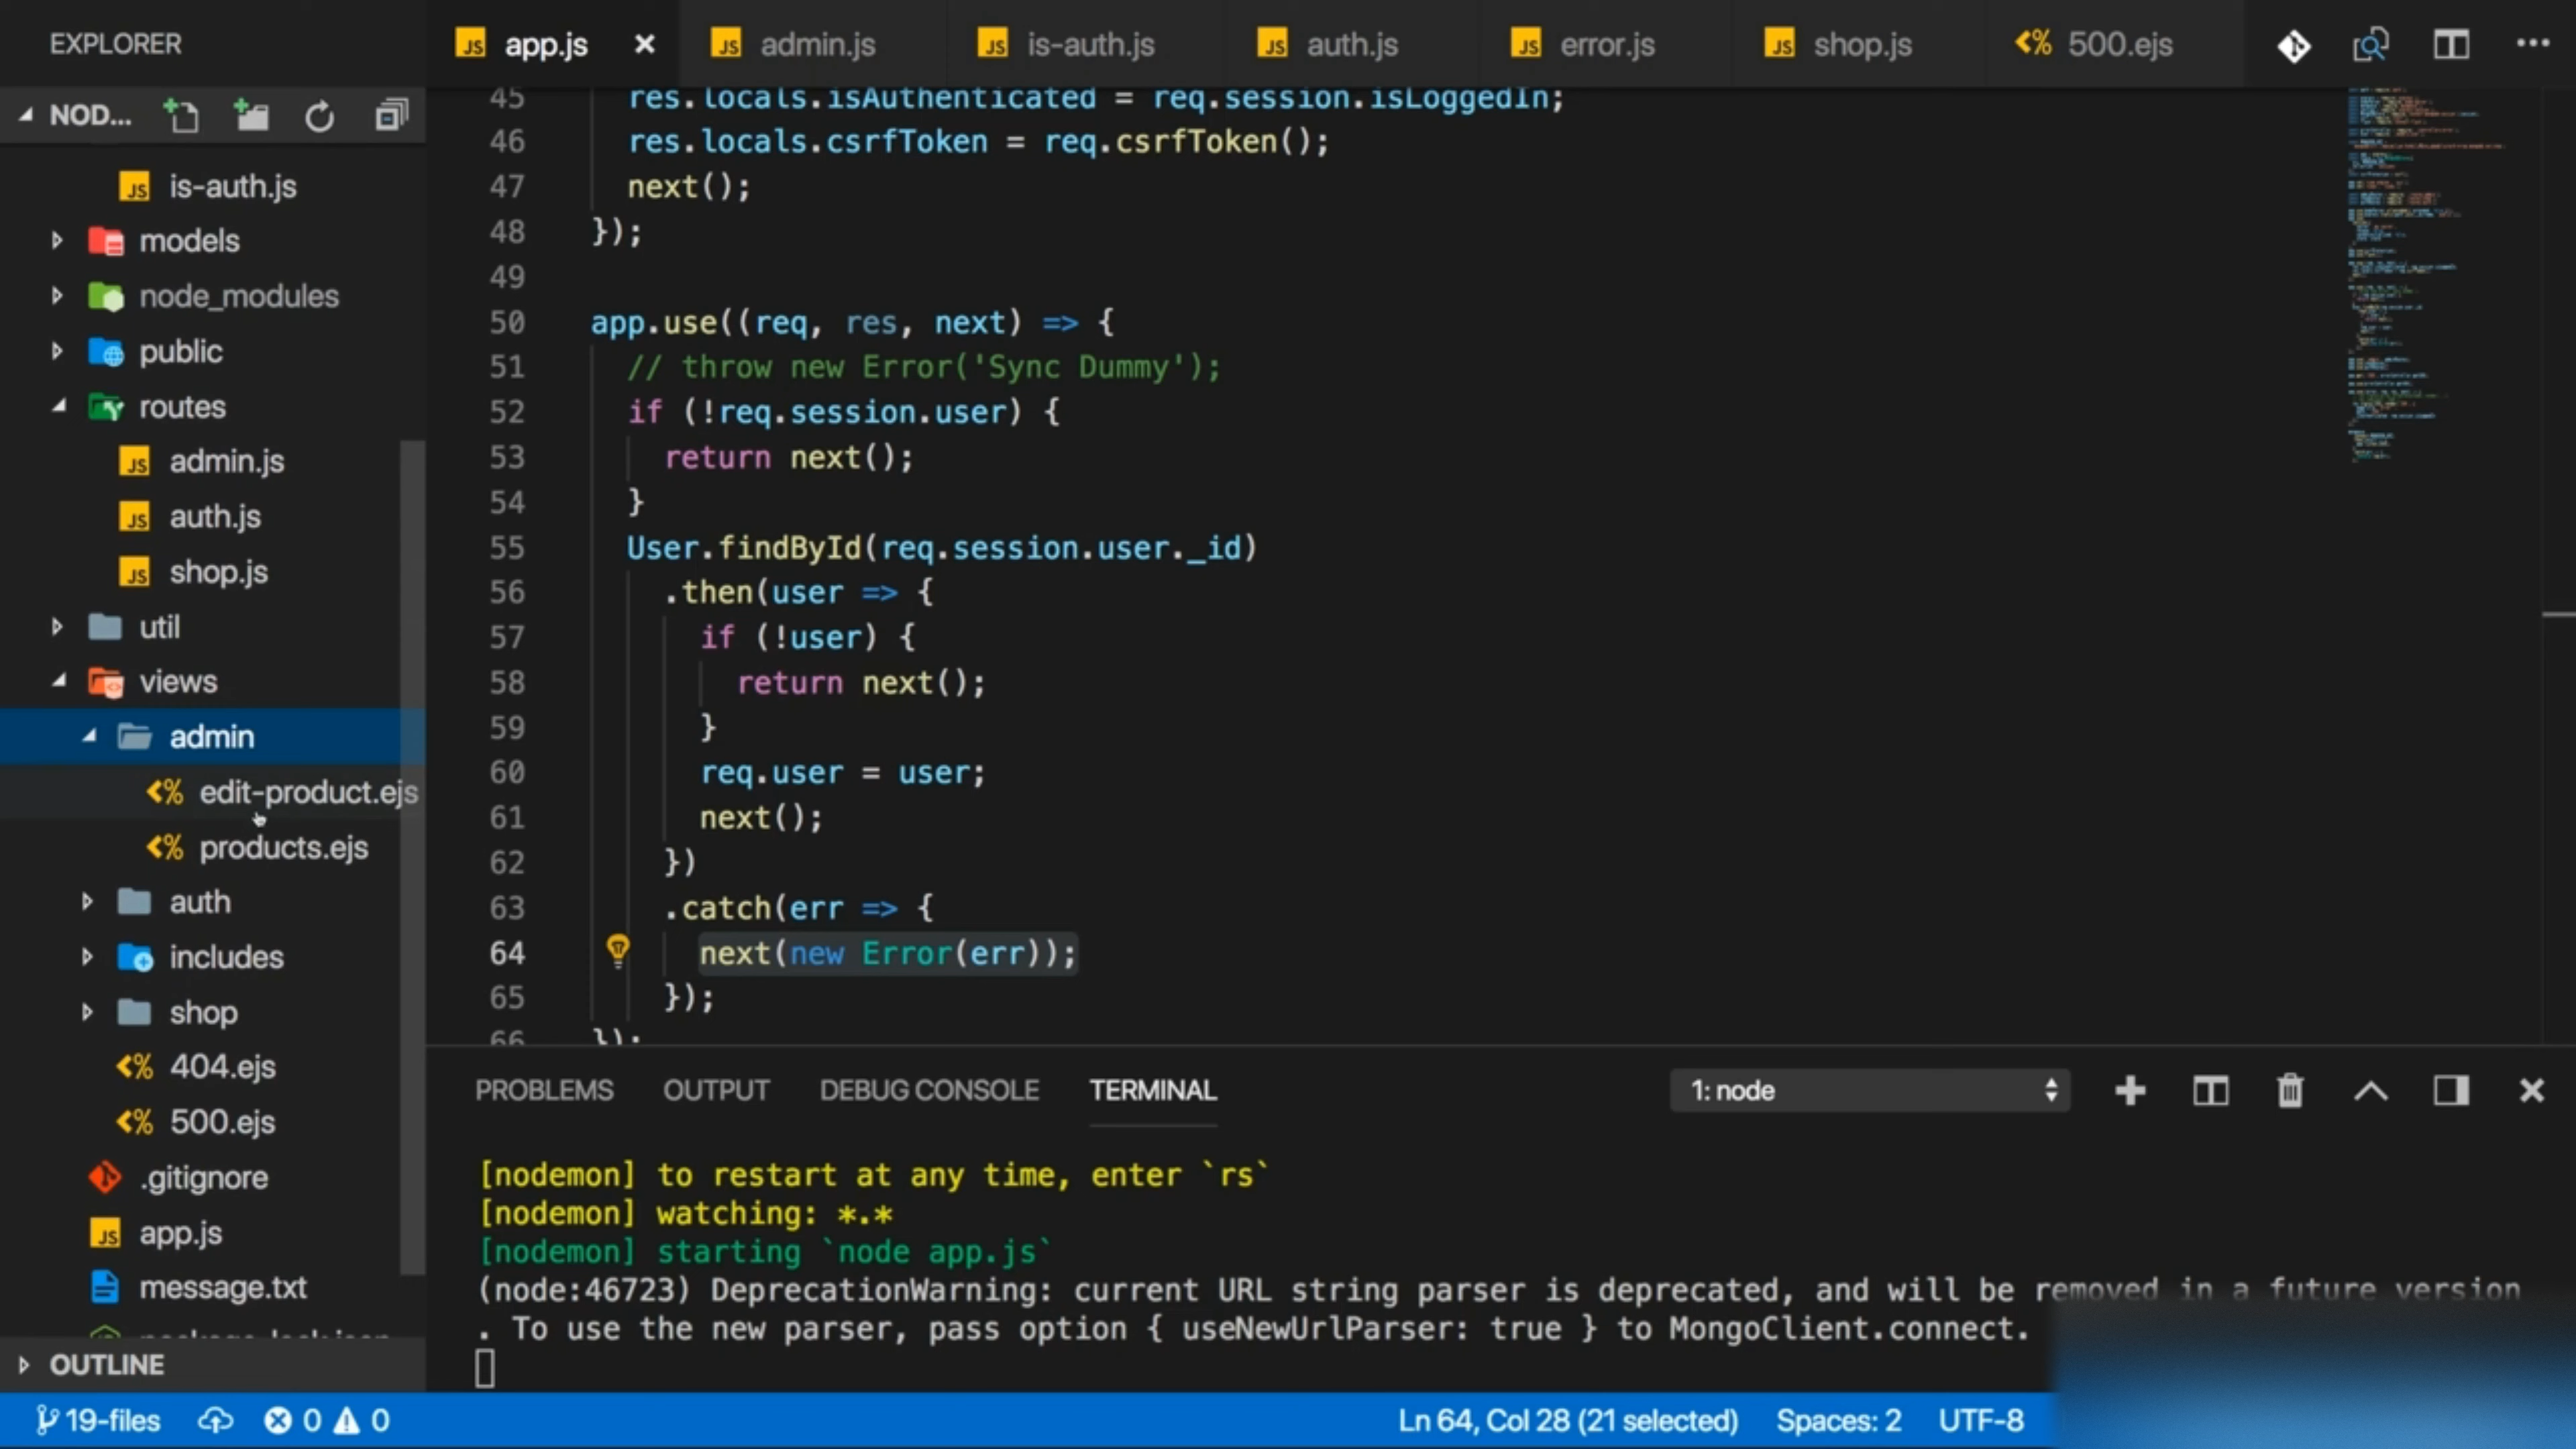 EXPLORER
app.js
admin.js
is-auth.js
auth.js
error.js
shop.js
500.ejs
NOD...
is-auth.js
models
node_modules
public
routes
admin.js
auth.js
shop.js
util
views
admin
edit-product.ejs
products.ejs
auth
includes
shop
404.ejs
500.ejs
.gitignore
app.js
message.txt
package-lock.json
OUTLINE
45 res.locals.isAuthenticated = req.session.isLoggedIn;
46 res.locals.csrfToken = req.csrfToken();
47 next();
48 });
49
50 app.use((req, res, next) => {
51 // throw new Error('Sync Dummy');
52 if (!req.session.user) {
53 return next();
54 }
55 User.findById(req.session.user._id)
56 .then(user => {
57 if (!user) {
58 return next();
59 }
60 req.user = user;
61 next();
62 })
63 .catch(err => {
64 next(new Error(err));
65 });
66 });
PROBLEMS OUTPUT DEBUG CONSOLE TERMINAL 1: node
[nodemon] to restart at any time, enter `rs`
[nodemon] watching: *.*
[nodemon] starting `node app.js`
(node:46723) DeprecationWarning: current URL string parser is deprecated, and will be removed in a future version
. To use the new parser, pass option { useNewUrlParser: true } to MongoClient.connect.
19-files 0 0 Ln 64, Col 28 (21 selected) Spaces: 2 UTF-8